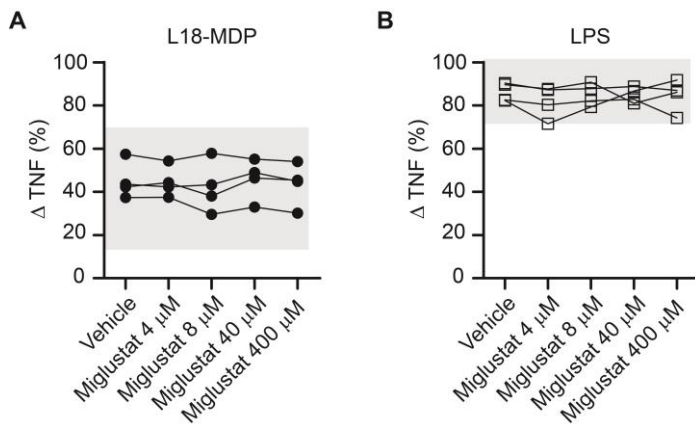 A
L18-MDP
Δ TNF (%)
100
80
60
40
20
0
Vehicle
Miglustat 4 μM
Miglustat 8 μM
Miglustat 40 μM
Miglustat 400 μM
B
LPS
Δ TNF (%)
100
80
60
40
20
0
Vehicle
Miglustat 4 μM
Miglustat 8 μM
Miglustat 40 μM
Miglustat 400 μM